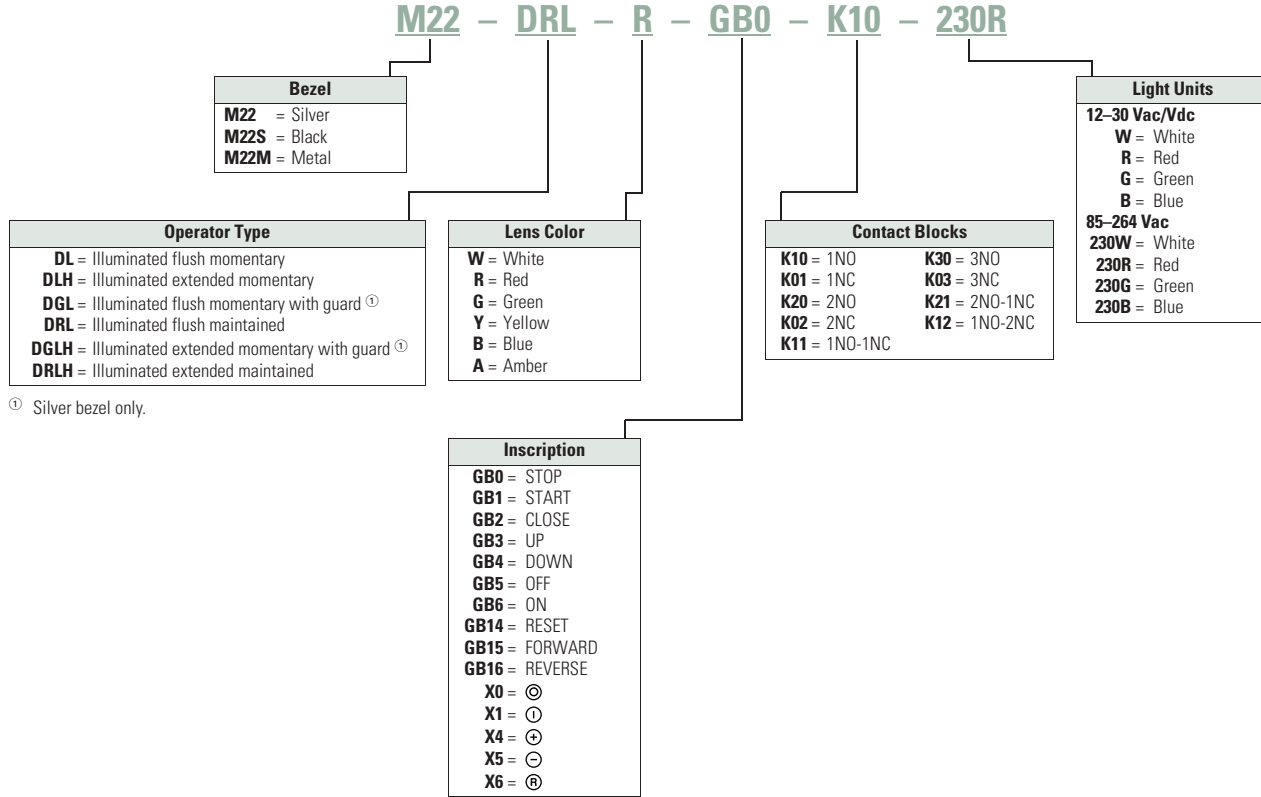 M22 – DRL – R – GB0 – K10 – 230R
Bezel
M22 = Silver
M22S = Black
M22M = Metal
Light Units
12–30 Vac/Vdc
W = White
R = Red
G = Green
B = Blue
85–264 Vac
230W = White
230R = Red
230G = Green
230B = Blue
Operator Type
DL = Illuminated flush momentary
DLH = Illuminated extended momentary
DGL = Illuminated flush momentary with guard ①
DRL = Illuminated flush maintained
DGLH = Illuminated extended momentary with guard ①
DRLH = Illuminated extended maintained
Lens Color
W = White
R = Red
G = Green
Y = Yellow
B = Blue
A = Amber
Contact Blocks
K10 = 1NO K30 = 3NO
K01 = 1NC K03 = 3NC
K20 = 2NO K21 = 2NO-1NC
K02 = 2NC K12 = 1NO-2NC
K11 = 1NO-1NC
① Silver bezel only.
Inscription
GB0 = STOP
GB1 = START
GB2 = CLOSE
GB3 = UP
GB4 = DOWN
GB5 = OFF
GB6 = ON
GB14 = RESET
GB15 = FORWARD
GB16 = REVERSE
X0 = ◎
X1 = Ⓘ
X4 = ⊕
X5 = ⊖
X6 = Ⓡ